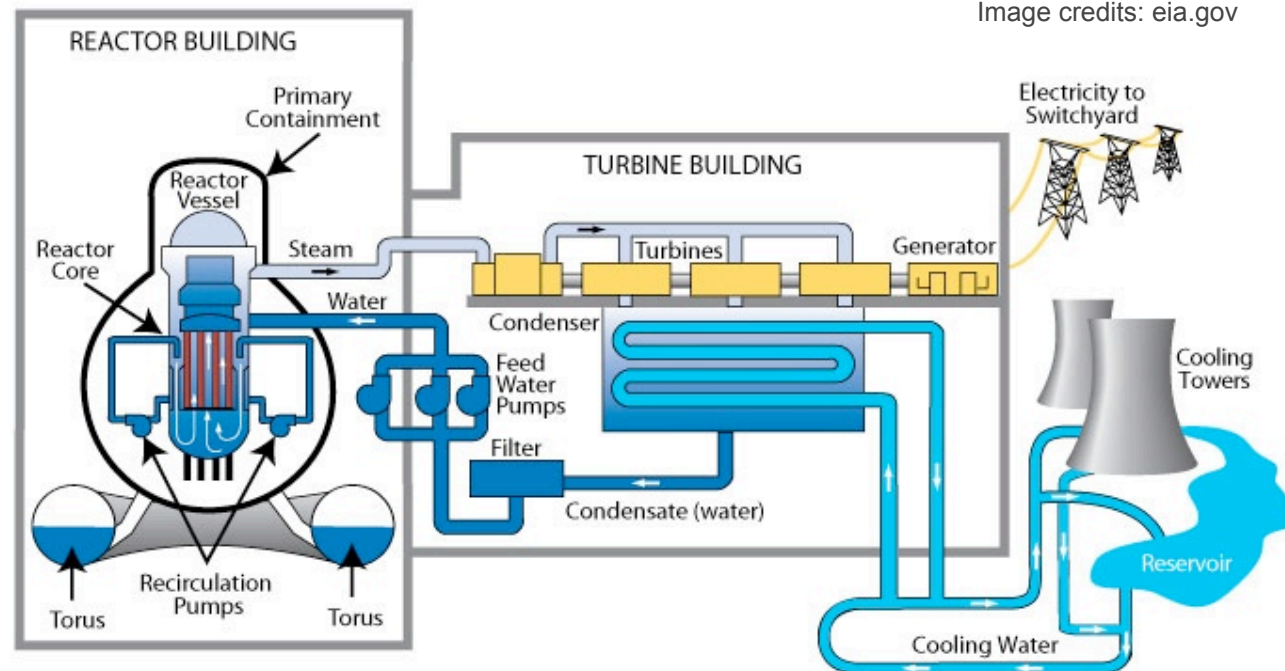 Image credits: eia.gov
REACTOR BUILDING
Primary
Containment
Reactor
Vessel
Reactor
Core
Steam
Water
TURBINE BUILDING
Turbines
Generator
Electricity to
Switchyard
Condenser
Feed
Water
Pumps
Filter
Condensate (water)
Cooling
Towers
Reservoir
Cooling Water
Recirculation
Pumps
Torus
Torus